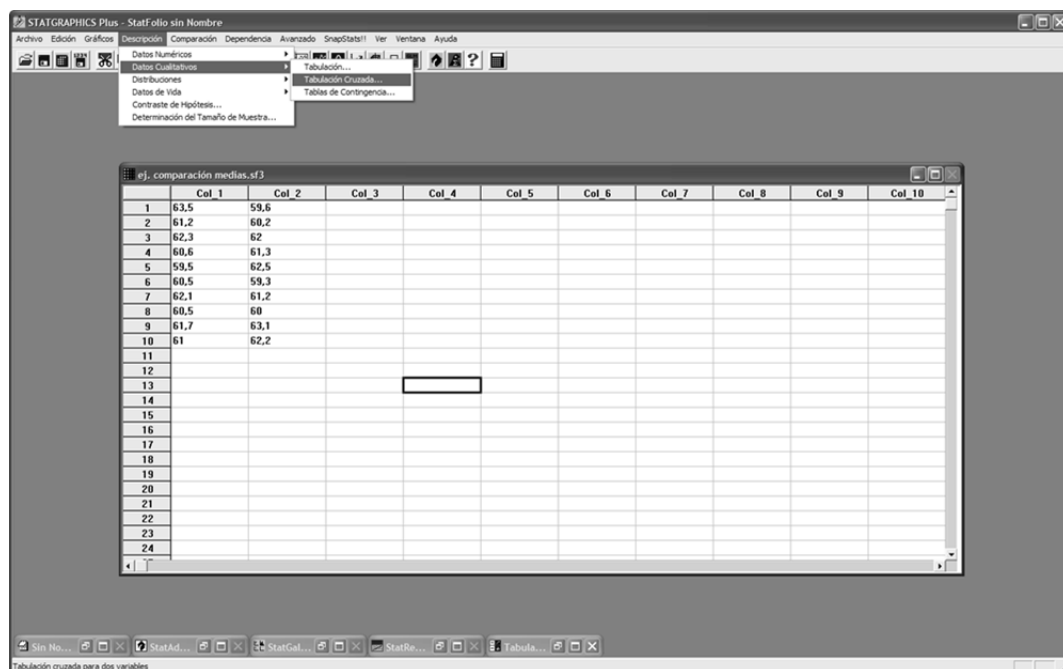 STATGRAPHICS Plus - StatFolio sin Nombre
Archivo Edición Gráficos Descripción Comparación Dependencia Avanzado SnapStats!! Ver Ventana Ayuda
Datos Numéricos
Datos Cualitativos
Tabulación...
Distribuciones
Tabulación Cruzada...
Datos de Vida
Tablas de Contingencia...
Contraste de Hipótesis...
Determinación del Tamaño de Muestra...
ej. comparación medias.sf3
Col_1 Col_2 Col_3 Col_4 Col_5 Col_6 Col_7 Col_8 Col_9 Col_10
1 63,5 59,6
2 61,2 60,2
3 62,3 62
4 60,6 61,3
5 59,5 62,5
6 60,5 59,3
7 62,1 61,2
8 60,5 60
9 61,7 63,1
10 61 62,2
11
12
13
14
15
16
17
18
19
20
21
22
23
24
Sin No... StatAd... StatGal... StatRe... Tabula...
Tabulación cruzada para dos variables